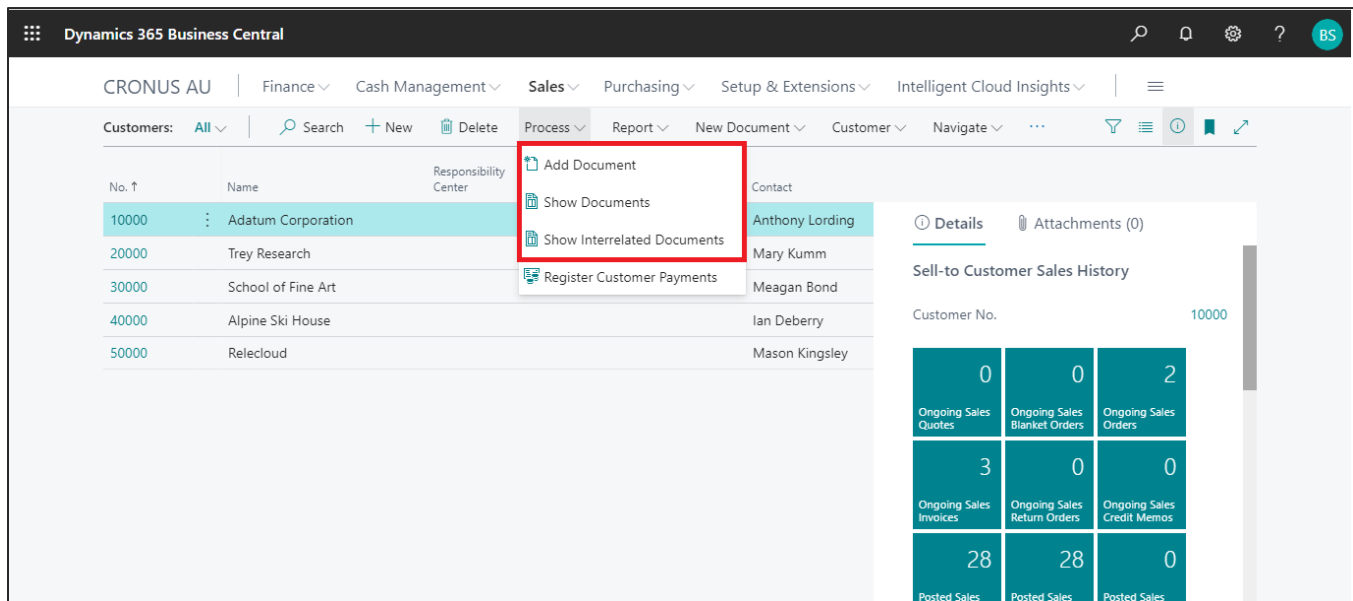 Dynamics 365 Business Central
BS
CRONUS AU
Finance
Cash Management
Sales
Purchasing
Setup & Extensions
Intelligent Cloud Insights
Customers:
All
Search
New
Delete
Process
Report
New Document
Customer
Navigate
Add Document
Show Documents
Show Interrelated Documents
Register Customer Payments
No. ↑
Name
Responsibility
Center
Contact
10000
Adatum Corporation
Anthony Lording
20000
Trey Research
Mary Kumm
30000
School of Fine Art
Meagan Bond
40000
Alpine Ski House
Ian Deberry
50000
Relecloud
Mason Kingsley
Details
Attachments (0)
Sell-to Customer Sales History
Customer No.
10000
0
Ongoing Sales
Quotes
0
Ongoing Sales
Blanket Orders
2
Ongoing Sales
Orders
3
Ongoing Sales
Invoices
0
Ongoing Sales
Return Orders
0
Ongoing Sales
Credit Memos
28
Posted Sales
28
Posted Sales
0
Posted Sales